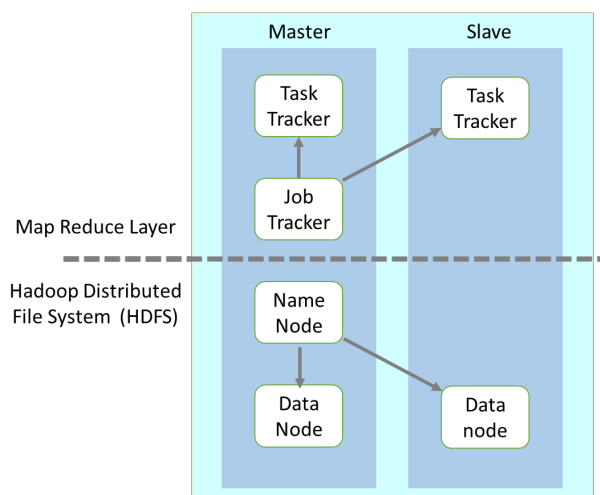 Master
Slave
Task
Tracker
Task
Tracker
Job
Tracker
Map Reduce Layer
Hadoop Distributed
File System (HDFS)
Name
Node
Data
Node
Data
node